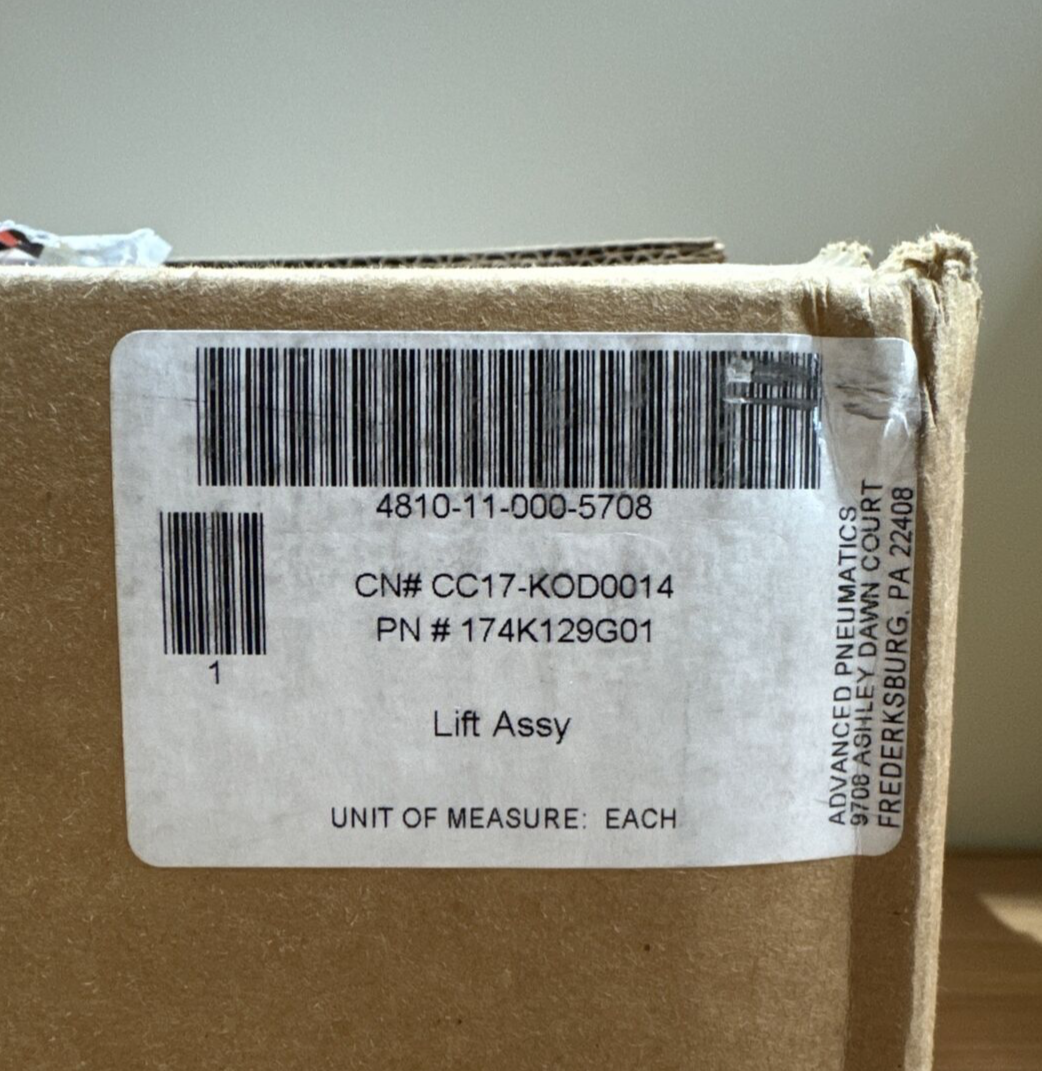 4810-11-000-5708
1
CN# CC17-KOD0014
PN # 174K129G01
Lift Assy
UNIT OF MEASURE: EACH
ADVANCED PNEUMATICS
9708 ASHLEY DAWN COURT
FREDERKSBURG, PA 22408